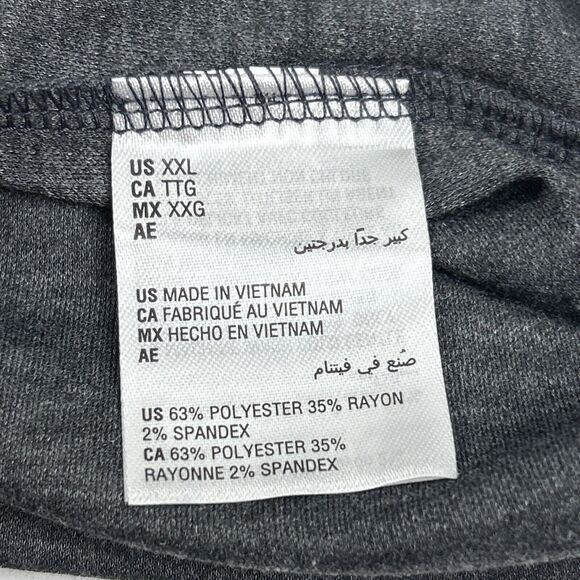 US XXL
CA TTG
MX XXG
AE
كبير جدًا بدرجتين
US MADE IN VIETNAM
CA FABRIQUÉ AU VIETNAM
MX HECHO EN VIETNAM
AE
صُنع في فيتنام
US 63% POLYESTER 35% RAYON
2% SPANDEX
CA 63% POLYESTER 35%
RAYONNE 2% SPANDEX